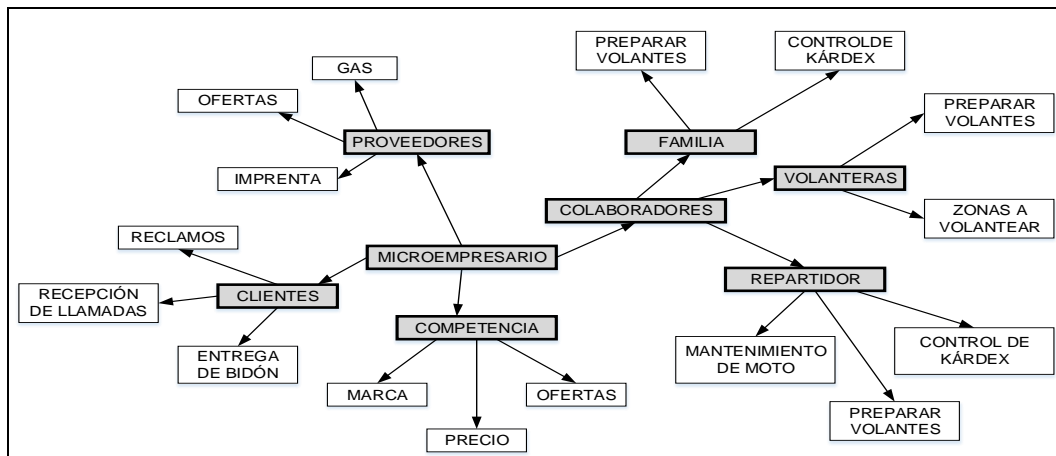 PREPARAR
VOLANTES
CONTROLDE
KÁRDEX
GAS
OFERTAS
PREPARAR
VOLANTES
PROVEEDORES
FAMILIA
IMPRENTA
VOLANTERAS
COLABORADORES
ZONAS A
VOLANTEAR
RECLAMOS
MICROEMPRESARIO
REPARTIDOR
RECEPCIÓN
DE LLAMADAS
CLIENTES
COMPETENCIA
ENTREGA
DE BIDÓN
MANTENIMIENTO
DE MOTO
CONTROL DE
KÁRDEX
MARCA
OFERTAS
PREPARAR
VOLANTES
PRECIO